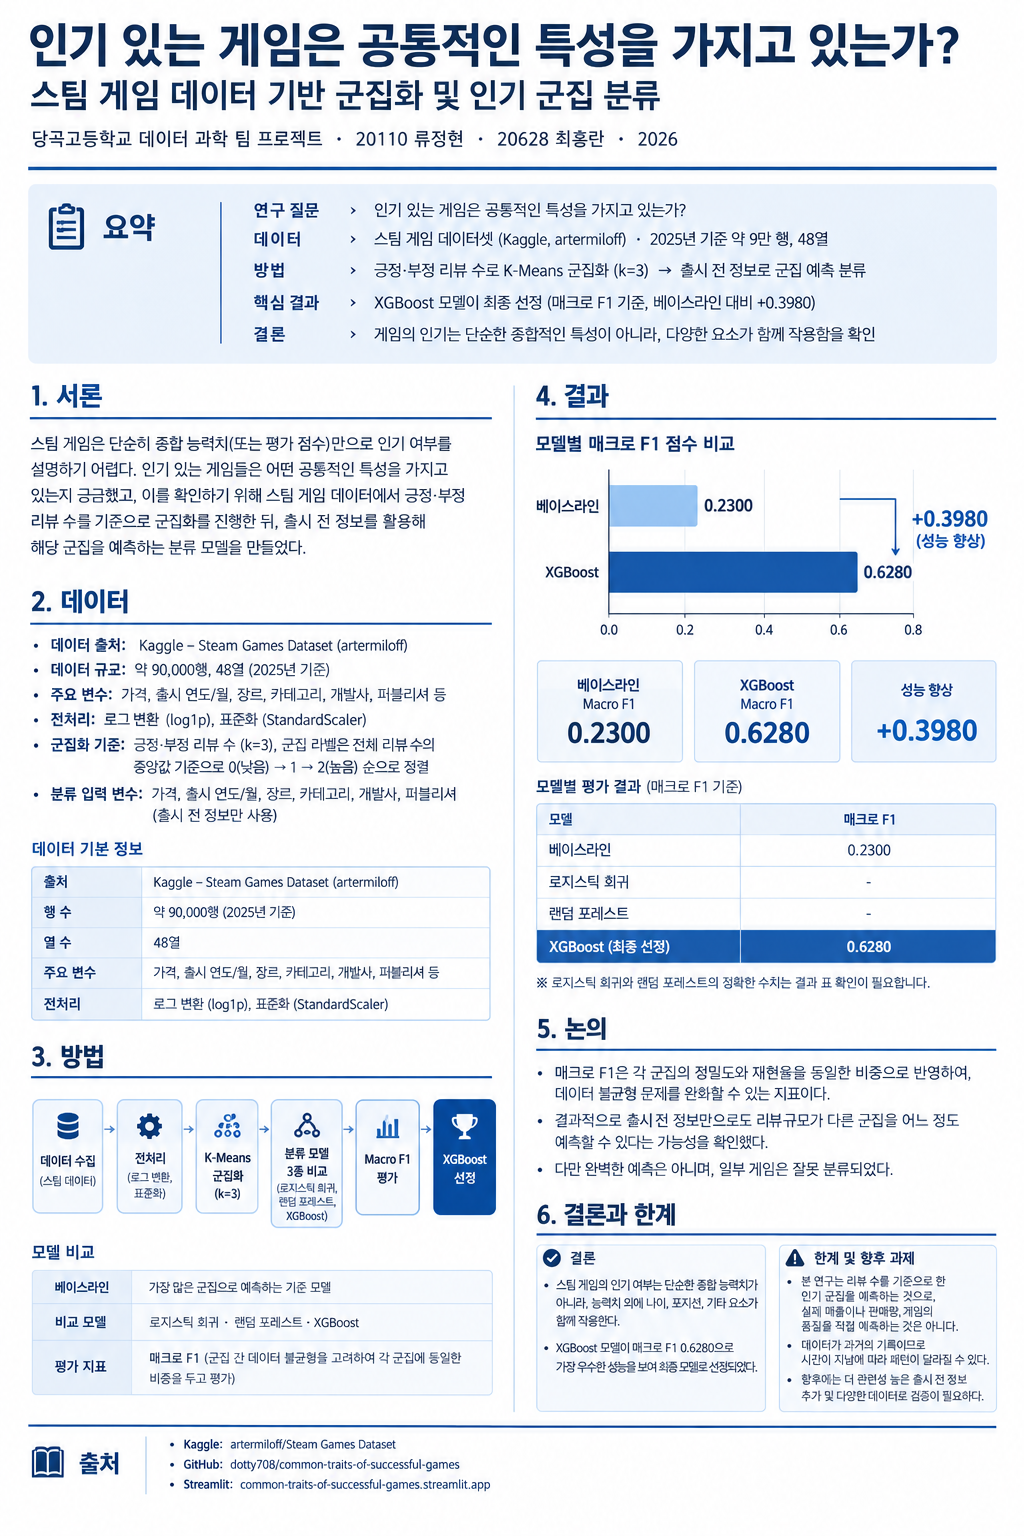 인기 있는 게임은 공통적인 특성을 가지고 있는가?
스팀 게임 데이터 기반 군집화 및 인기 군집 분류
당곡고등학교 데이터 과학 팀 프로젝트 · 20110 류정현 · 20628 최홍란 · 2026
요약
연구 질문 › 인기 있는 게임은 공통적인 특성을 가지고 있는가?
데이터 › 스팀 게임 데이터셋 (Kaggle, artermiloff) · 2025년 기준 약 9만 행, 48열
방법 › 긍정·부정 리뷰 수로 K-Means 군집화 (k=3) → 출시 전 정보로 군집 예측 분류
핵심 결과 › XGBoost 모델이 최종 선정 (매크로 F1 기준, 베이스라인 대비 +0.3980)
결론 › 게임의 인기는 단순한 종합적인 특성이 아니라, 다양한 요소가 함께 작용함을 확인
1. 서론
스팀 게임은 단순히 종합 능력치(또는 평가 점수)만으로 인기 여부를
설명하기 어렵다. 인기 있는 게임들은 어떤 공통적인 특성을 가지고
있는지 궁금했고, 이를 확인하기 위해 스팀 게임 데이터에서 긍정·부정
리뷰 수를 기준으로 군집화를 진행한 뒤, 출시 전 정보를 활용해
해당 군집을 예측하는 분류 모델을 만들었다.
2. 데이터
• 데이터 출처: Kaggle – Steam Games Dataset (artermiloff)
• 데이터 규모: 약 90,000행, 48열 (2025년 기준)
• 주요 변수: 가격, 출시 연도/월, 장르, 카테고리, 개발사, 퍼블리셔 등
• 전처리: 로그 변환 (log1p), 표준화 (StandardScaler)
• 군집화 기준: 긍정·부정 리뷰 수 (k=3), 군집 라벨은 전체 리뷰 수의
중앙값 기준으로 0(낮음) → 1 → 2(높음) 순으로 정렬
• 분류 입력 변수: 가격, 출시 연도/월, 장르, 카테고리, 개발사, 퍼블리셔
(출시 전 정보만 사용)
데이터 기본 정보
출처 Kaggle – Steam Games Dataset (artermiloff)
행 수 약 90,000행 (2025년 기준)
열 수 48열
주요 변수 가격, 출시 연도/월, 장르, 카테고리, 개발사, 퍼블리셔 등
전처리 로그 변환 (log1p), 표준화 (StandardScaler)
3. 방법
데이터 수집
(스팀 데이터)
전처리
(로그 변환,
표준화)
K-Means
군집화
(k=3)
분류 모델
3종 비교
(로지스틱 회귀,
랜덤 포레스트,
XGBoost)
Macro F1
평가
XGBoost
선정
모델 비교
베이스라인 가장 많은 군집으로 예측하는 기준 모델
비교 모델 로지스틱 회귀 · 랜덤 포레스트 · XGBoost
평가 지표 매크로 F1 (군집 간 데이터 불균형을 고려하여 각 군집에 동일한
비중을 두고 평가)
4. 결과
모델별 매크로 F1 점수 비교
베이스라인 0.2300
+0.3980
(성능 향상)
XGBoost 0.6280
0.0 0.2 0.4 0.6 0.8
베이스라인
Macro F1
0.2300
XGBoost
Macro F1
0.6280
성능 향상
+0.3980
모델별 평가 결과 (매크로 F1 기준)
모델 매크로 F1
베이스라인 0.2300
로지스틱 회귀 -
랜덤 포레스트 -
XGBoost (최종 선정) 0.6280
※ 로지스틱 회귀와 랜덤 포레스트의 정확한 수치는 결과 표 확인이 필요합니다.
5. 논의
• 매크로 F1은 각 군집의 정밀도와 재현율을 동일한 비중으로 반영하여,
데이터 불균형 문제를 완화할 수 있는 지표이다.
• 결과적으로 출시 전 정보만으로도 리뷰 규모가 다른 군집을 어느 정도
예측할 수 있다는 가능성을 확인했다.
• 다만 완벽한 예측은 아니며, 일부 게임은 잘못 분류되었다.
6. 결론과 한계
결론
• 스팀 게임의 인기 여부는 단순한 종합 능력치가
아니라, 능력치 외에 나이, 포지션, 기타 요소가
함께 작용한다.
• XGBoost 모델이 매크로 F1 0.6280으로
가장 우수한 성능을 보여 최종 모델로 선정되었다.
한계 및 향후 과제
• 본 연구는 리뷰 수를 기준으로 한
인기 군집을 예측하는 것으로,
실제 매출이나 판매량, 게임의
품질을 직접 예측하는 것은 아니다.
• 데이터가 과거의 기록이므로
시간이 지남에 따라 패턴이 달라질 수 있다.
• 향후에는 더 관련성 높은 출시 전 정보
추가 및 다양한 데이터로 검증이 필요하다.
출처
• Kaggle: artermiloff/Steam Games Dataset
• GitHub: dotty708/common-traits-of-successful-games
• Streamlit: common-traits-of-successful-games.streamlit.app